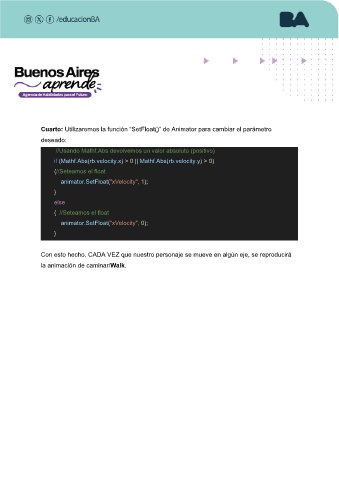 /educacionBA
BA
Buenos Aires
aprende
Agencia de Habilidades para el Futuro
Cuarto: Utilizaremos la función "SetFloat()" de Animator para cambiar el parámetro
deseado:
//Usando Mathf.Abs devolvemos un valor absoluto (positivo)
if (Mathf.Abs(rb.velocity.x) > 0 || Mathf.Abs(rb.velocity.y) > 0)
{//Seteamos el float
animator.SetFloat("xVelocity", 1);
}
else
{ //Seteamos el float
animator.SetFloat("xVelocity", 0);
}
Con esto hecho, CADA VEZ que nuestro personaje se mueve en algún eje, se reproducirá
la animación de caminar/Walk.